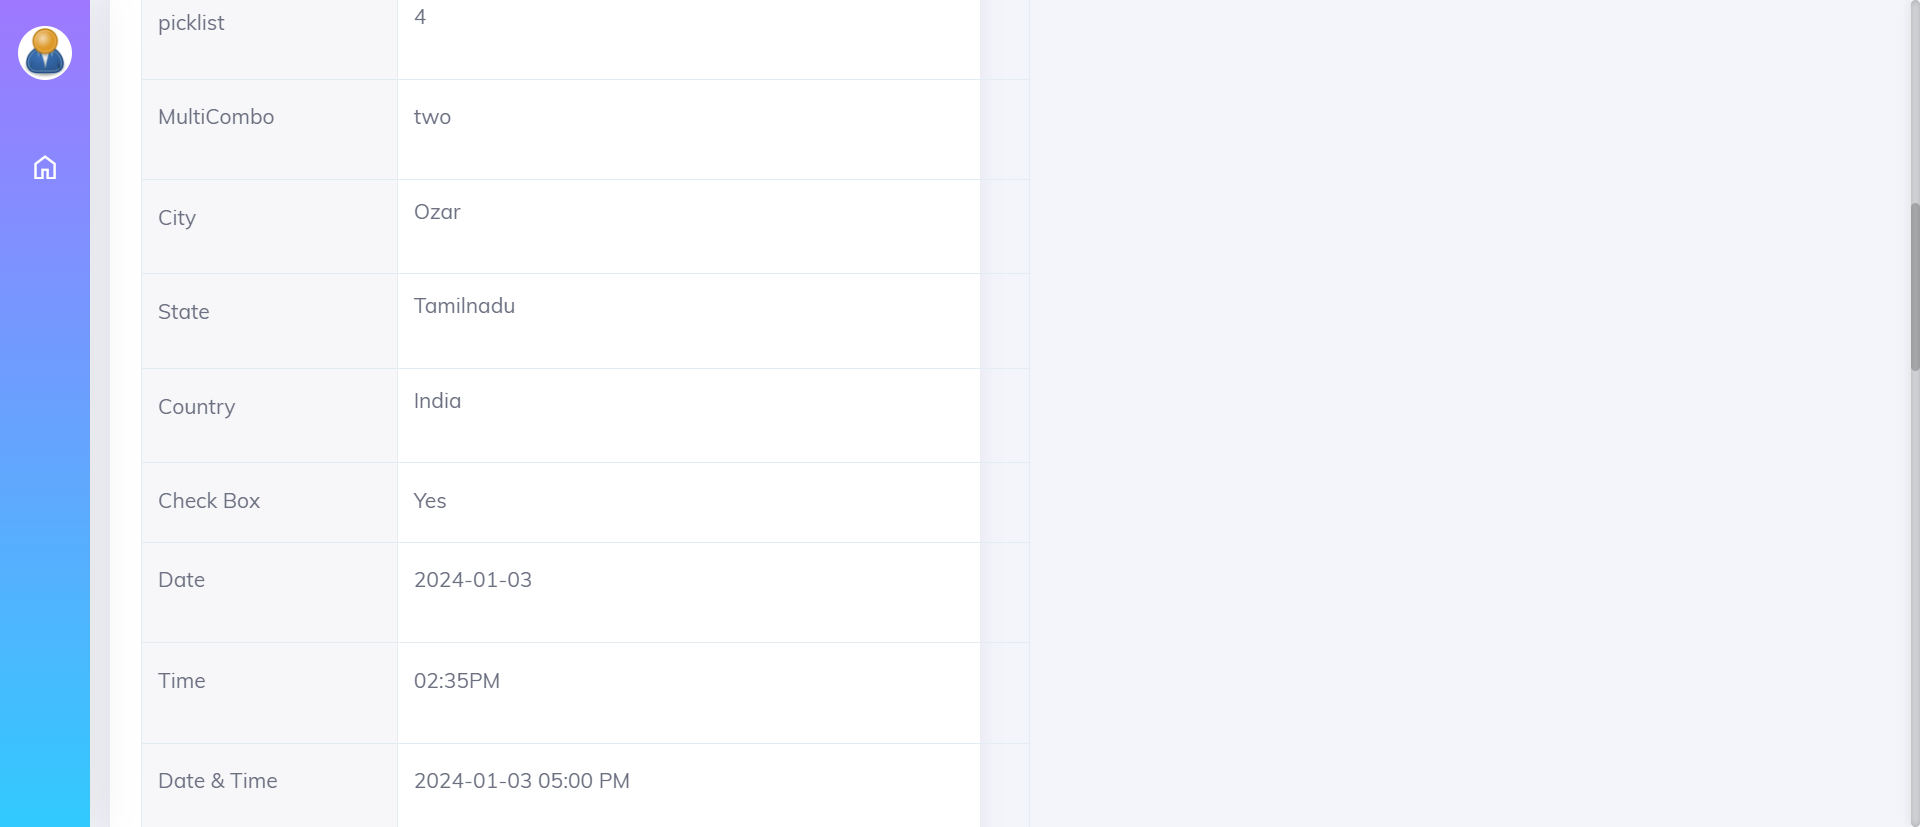 picklist 4
MultiCombo two
City Ozar
State Tamilnadu
Country India
Check Box Yes
Date 2024-01-03
Time 02:35PM
Date & Time 2024-01-03 05:00 PM